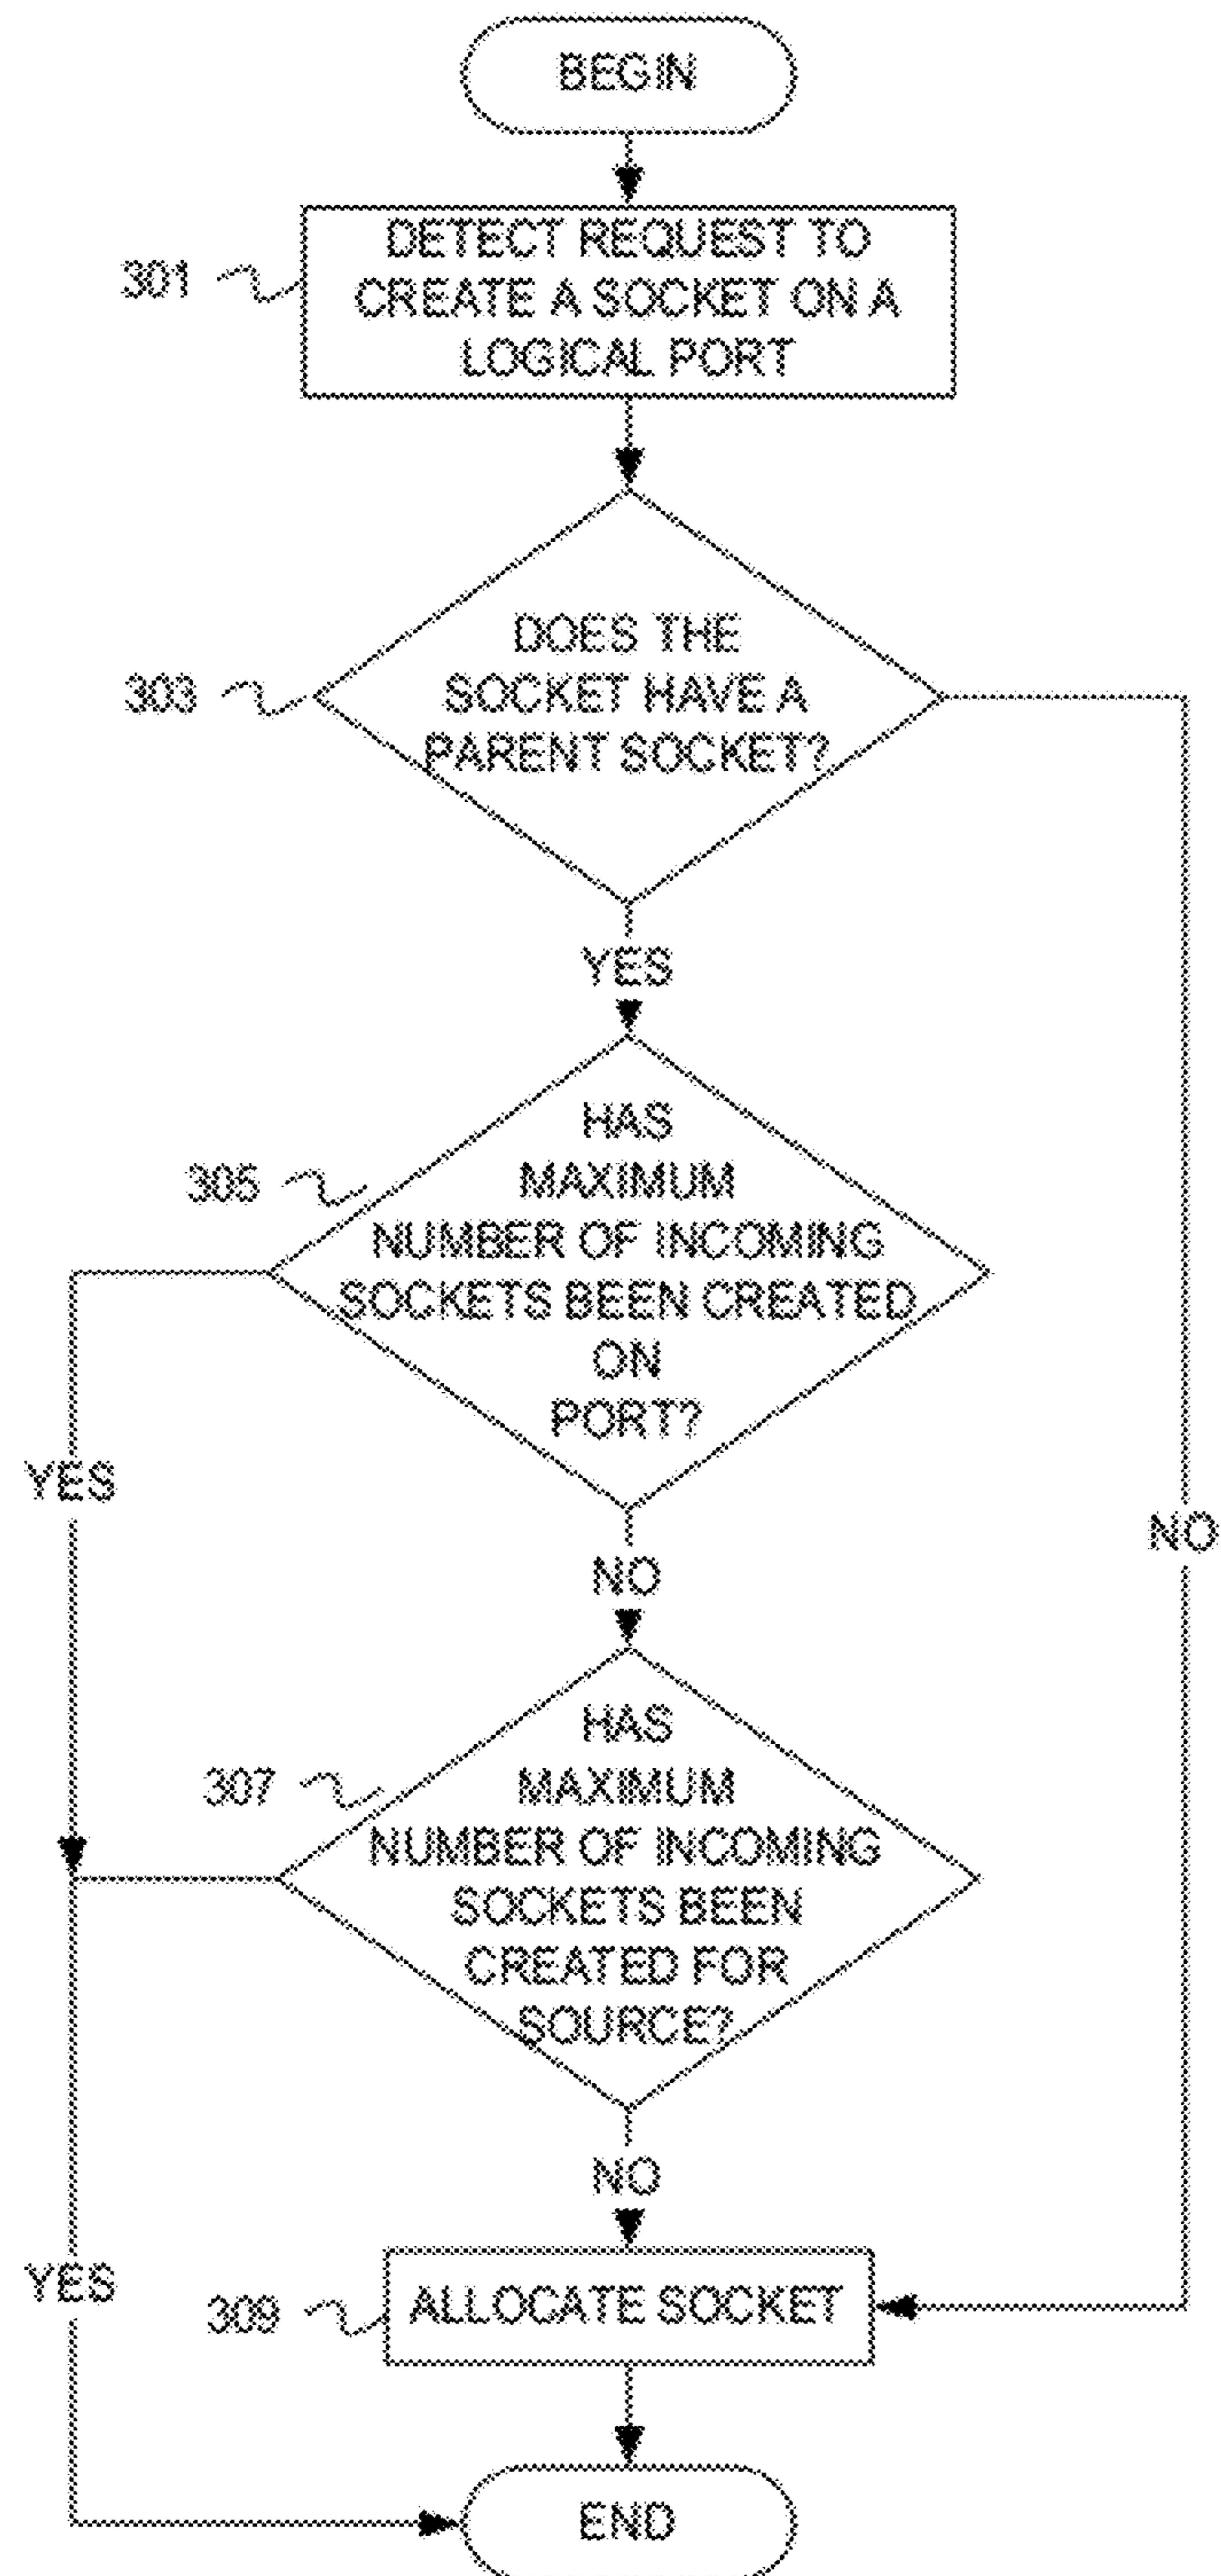 BEGIN
301
DETECT REQUEST TO
CREATE A SOCKET ON A
LOGICAL PORT
303
DOES THE
SOCKET HAVE A
PARENT SOCKET?
YES
305
HAS
MAXIMUM
NUMBER OF INCOMING
SOCKETS BEEN CREATED
ON
PORT?
YES
NO
NO
307
HAS
MAXIMUM
NUMBER OF INCOMING
SOCKETS BEEN
CREATED FOR
SOURCE?
NO
YES
309
ALLOCATE SOCKET
END